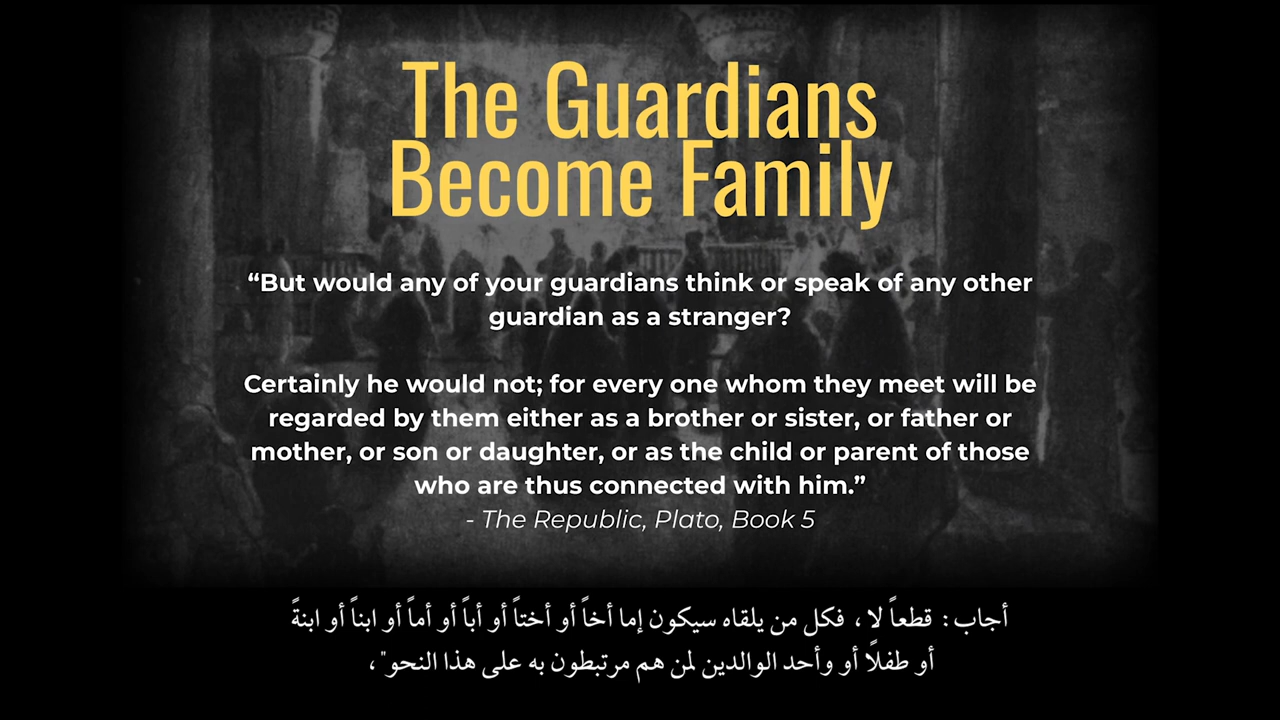 The Guardians
Become Family
“But would any of your guardians think or speak of any other
guardian as a stranger?
Certainly he would not; for every one whom they meet will be
regarded by them either as a brother or sister, or father or
mother, or son or daughter, or as the child or parent of those
who are thus connected with him.”
- The Republic, Plato, Book 5
أجاب: قطعاً لا، فكل من يلقاه سيكون إما أخاً أو أختاً أو أباً أو أماً أو ابناً أو ابنةً
أو طفلًا أو وأحد الوالدين لمن هم مرتبطون به على هذا النحو"،